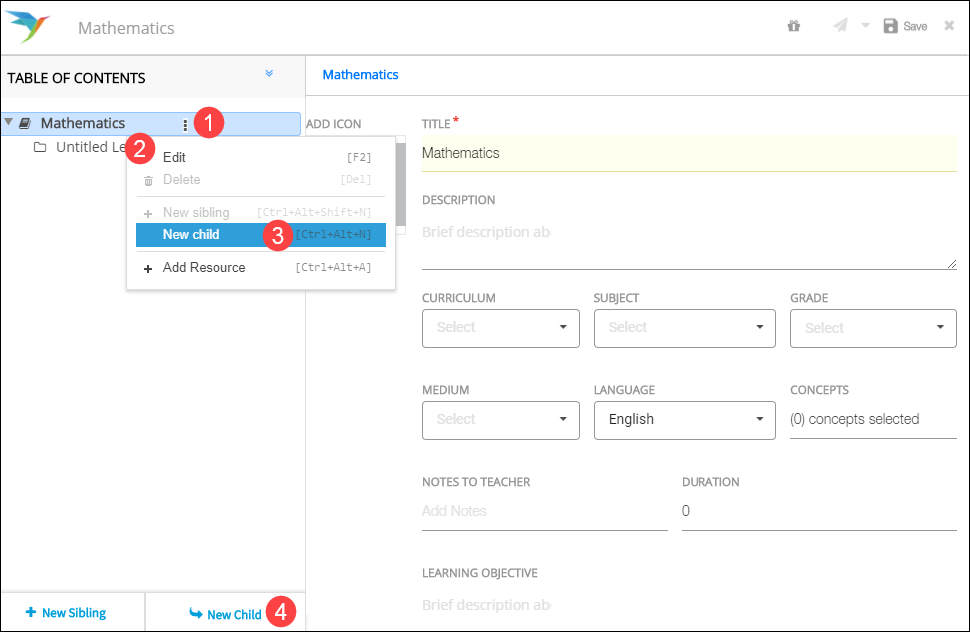 Mathematics
Save
TABLE OF CONTENTS
Mathematics
Mathematics 1
ADD ICON
TITLE*
Untitled Le
2
Edit [F2]
Mathematics
Delete [Del]
New sibling [Ctrl+Alt+Shift+N]
New child 3 [Ctrl+Alt+N]
Add Resource [Ctrl+Alt+A]
DESCRIPTION
Brief description ab
CURRICULUM SUBJECT GRADE
Select Select Select
MEDIUM LANGUAGE CONCEPTS
Select English (0) concepts selected
NOTES TO TEACHER DURATION
Add Notes 0
LEARNING OBJECTIVE
Brief description ab
New Sibling New Child 4